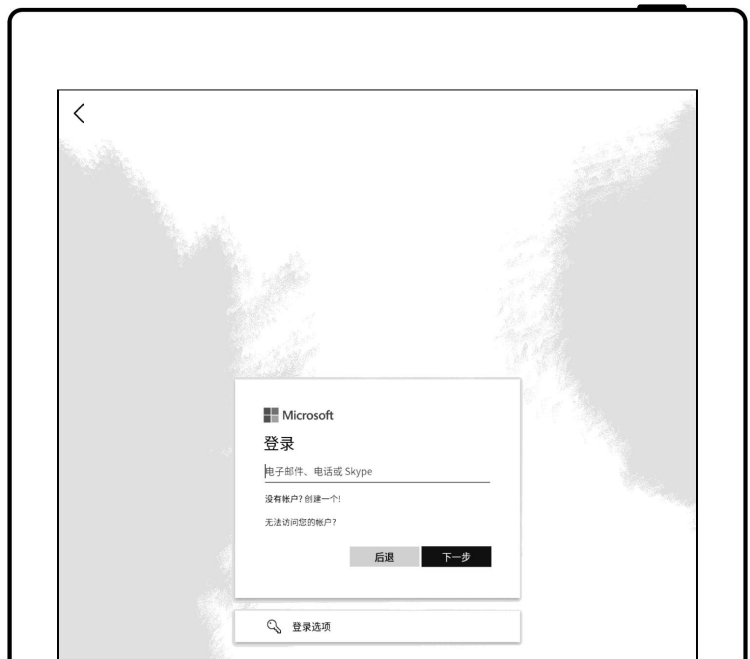 Microsoft
登录
电子邮件、电话或 Skype
没有帐户? 创建一个!
无法访问您的帐户?
后退 下一步
登录选项